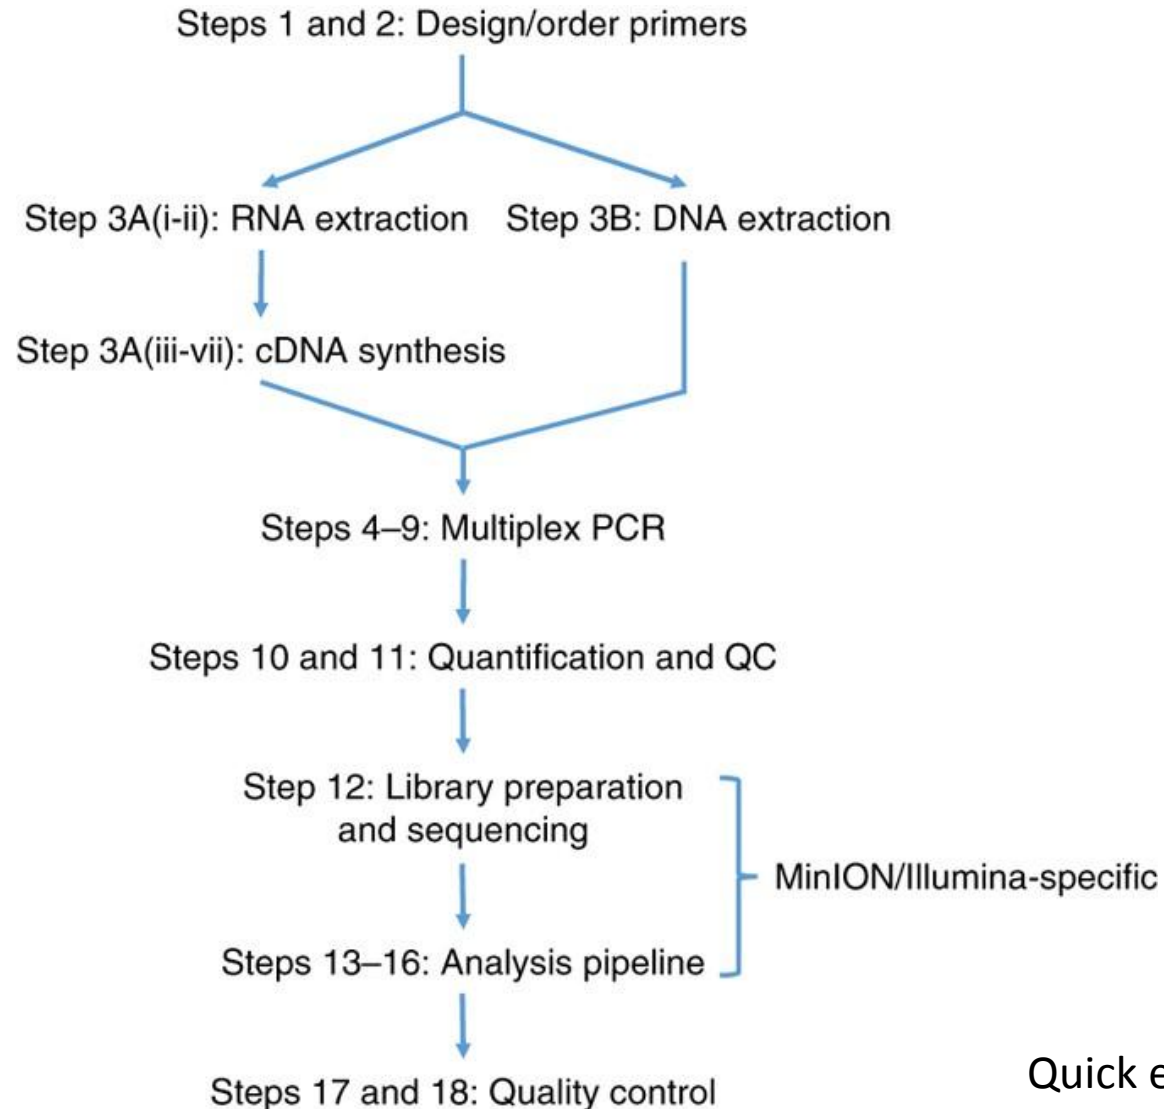 Steps 1 and 2: Design/order primers
Step 3A(i-ii): RNA extraction
Step 3B: DNA extraction
Step 3A(iii-vii): cDNA synthesis
Steps 4–9: Multiplex PCR
Steps 10 and 11: Quantification and QC
Step 12: Library preparation
and sequencing
MinION/Illumina-specific
Steps 13–16: Analysis pipeline
Steps 17 and 18: Quality control
Quick e